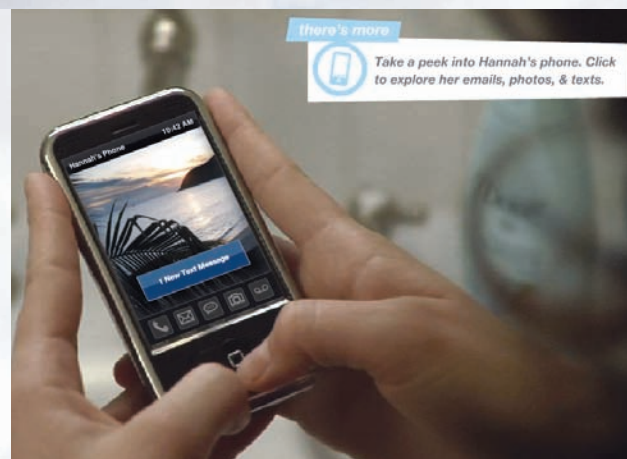 there's more
Take a peek into Hannah's phone. Click
to explore her emails, photos, & texts.
Hannah's Phone
10:42 AM
1 New Text Message